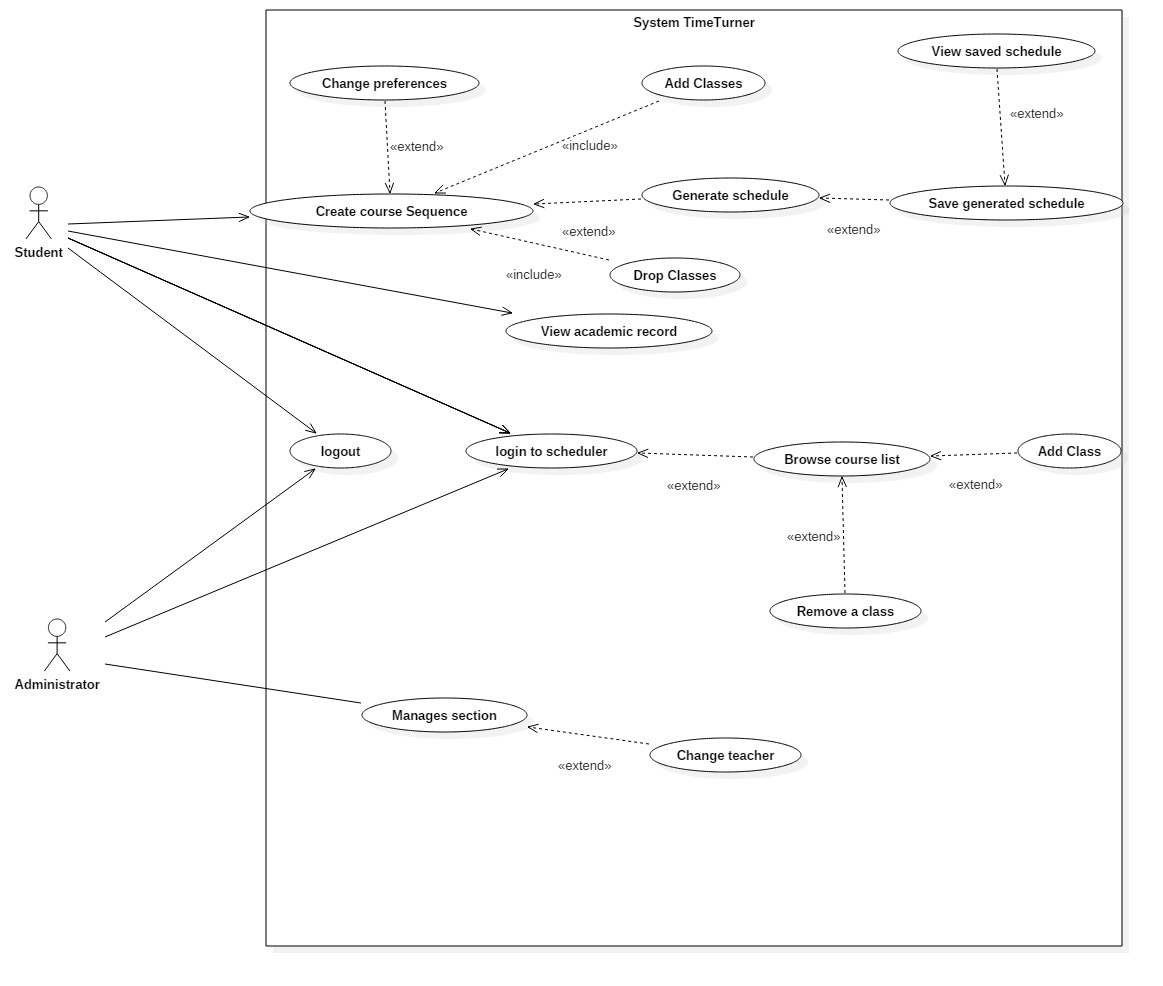 System TimeTurner
View saved schedule
Change preferences
Add Classes
«extend»
«extend»
«include»
Generate schedule
Save generated schedule
Create course Sequence
«extend»
«extend»
Student
«include»
Drop Classes
View academic record
logout
login to scheduler
Browse course list
Add Class
«extend»
«extend»
«extend»
Remove a class
Administrator
Manages section
Change teacher
«extend»